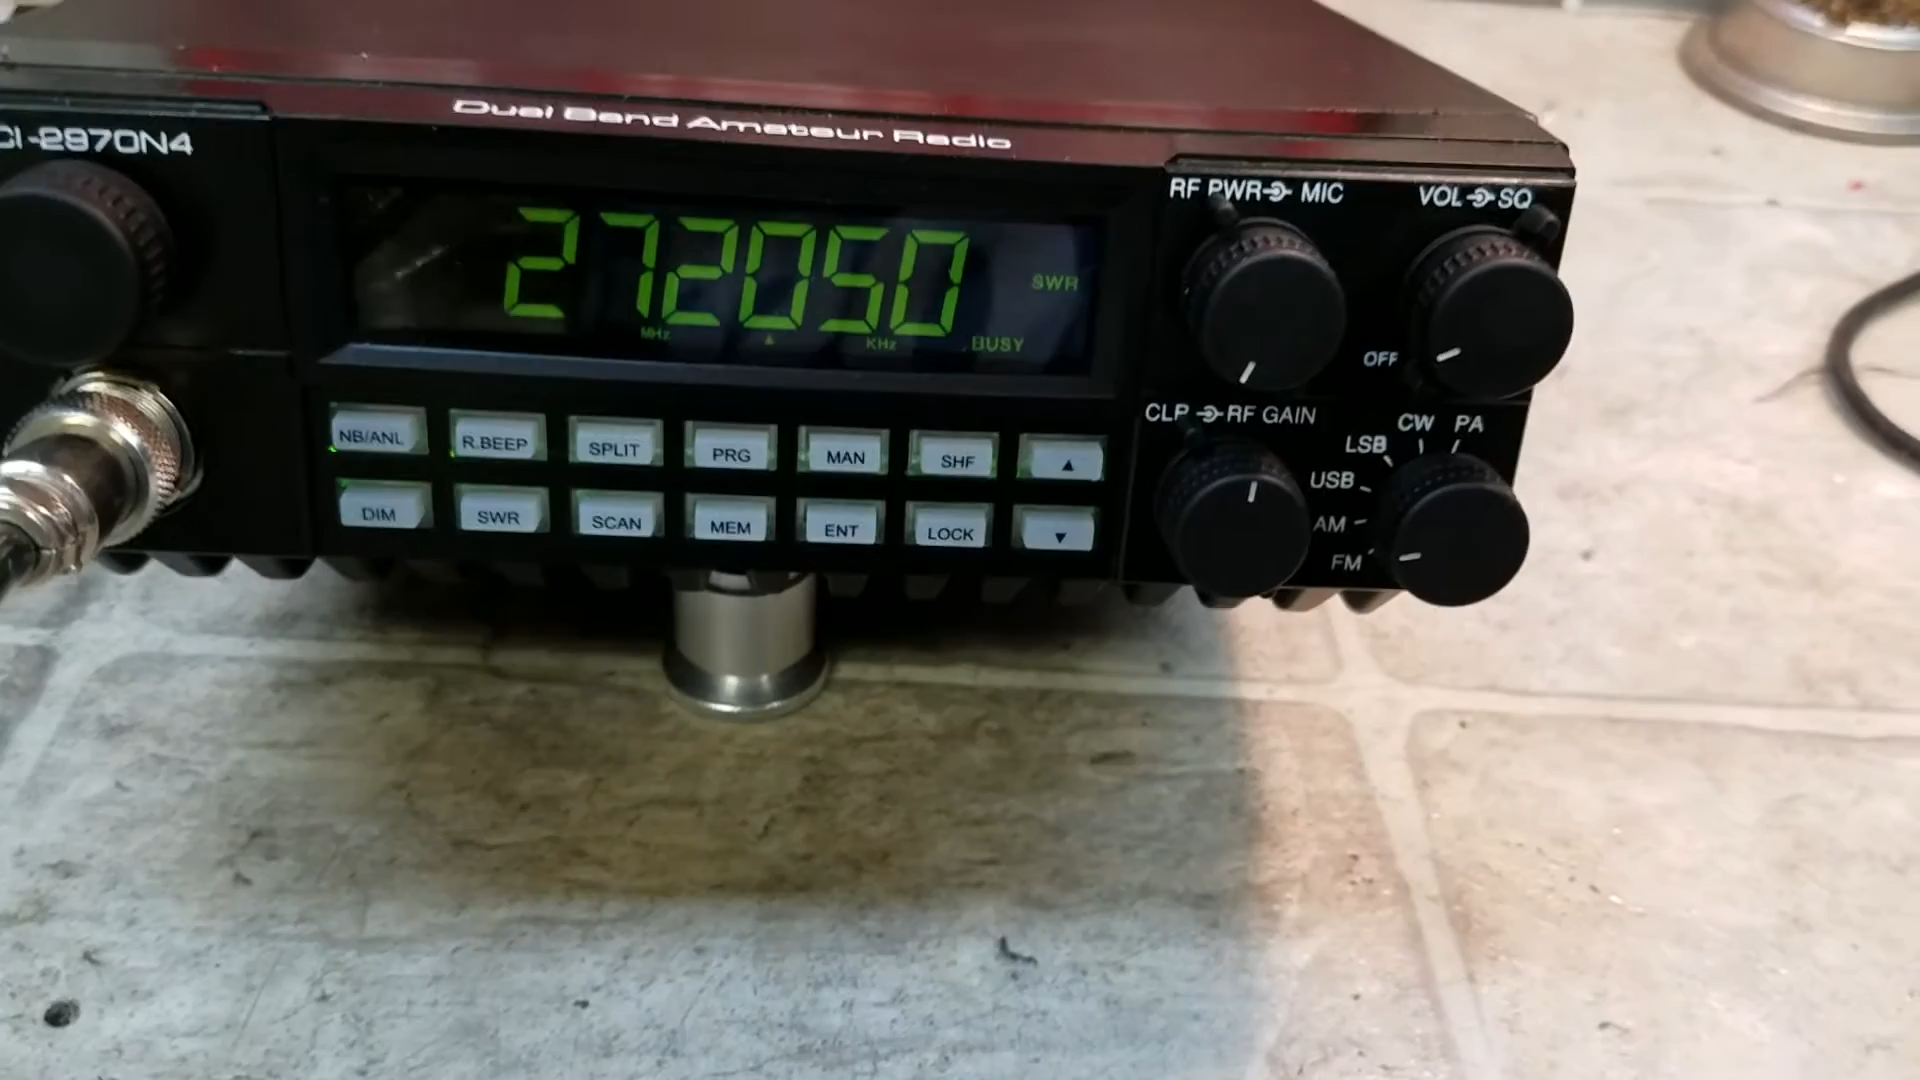 Dual Band Amateur Radio
CI-2970N4
RF PWR MIC
VOL SQ
272050
SWR
MHz
KHz
BUSY
OFF
CLP RF GAIN
CW PA
LSB
USB
AM
FM
NB/ANL R.BEEP SPLIT PRG MAN SHF ▲
DIM SWR SCAN MEM ENT LOCK ▼